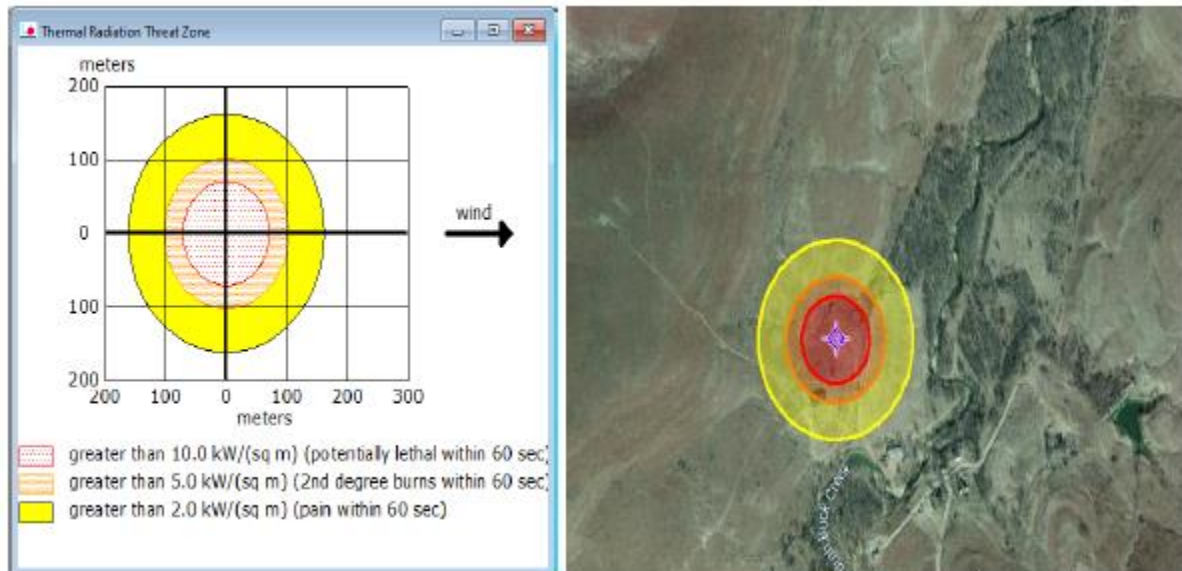 Thermal Radiation Threat Zone
meters
200
100
0
100
200
200 100 0 100 200 300
meters
wind
greater than 10.0 kW/(sq m) (potentially lethal within 60 sec)
greater than 5.0 kW/(sq m) (2nd degree burns within 60 sec)
greater than 2.0 kW/(sq m) (pain within 60 sec)